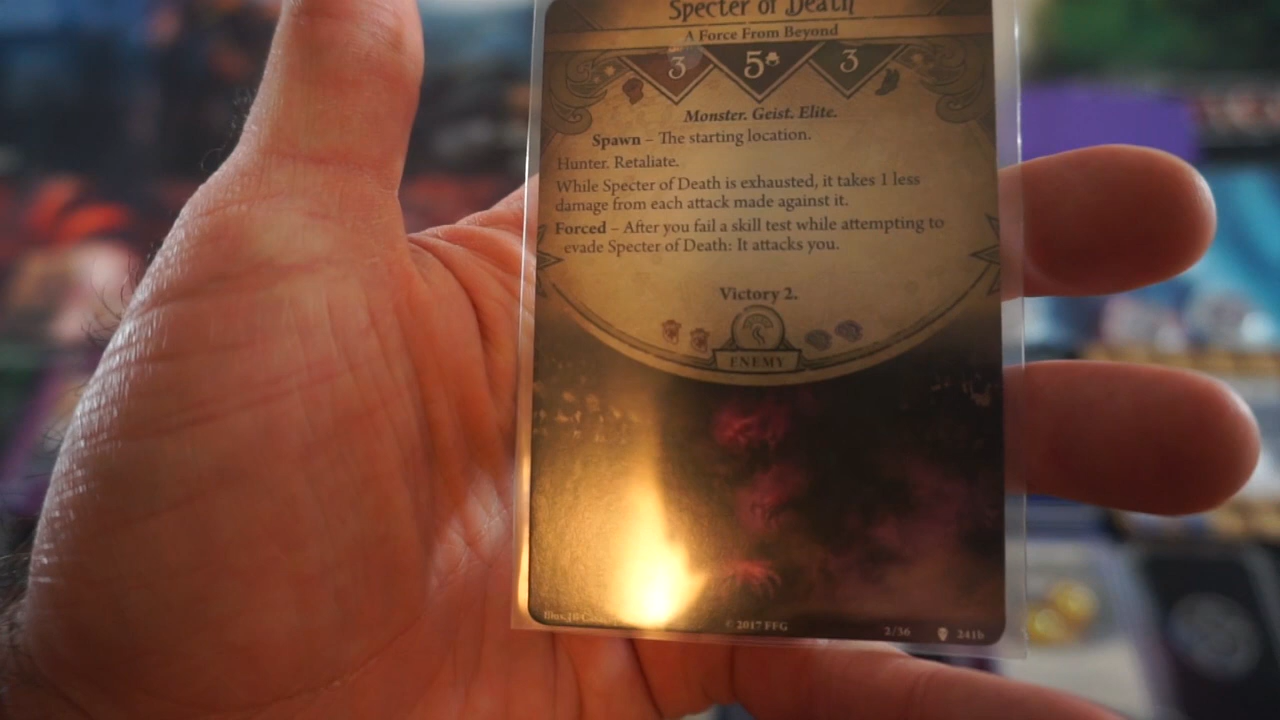 Specter of Death
A Force From Beyond
3 5 3
Monster. Geist. Elite.
Spawn – The starting location.
Hunter. Retaliate.
While Specter of Death is exhausted, it takes 1 less
damage from each attack made against it.
Forced – After you fail a skill test while attempting to
evade Specter of Death: It attacks you.
Victory 2.
ENEMY
Illus.
© 2017 FFG
2/36
241b